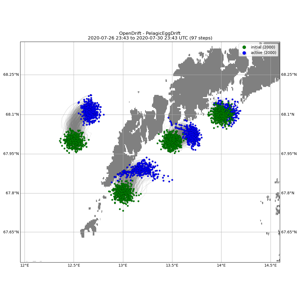 OpenDrift - PelagicEggDrift
2020-07-26 23:43 to 2020-07-30 23:43 UTC (97 steps)
initial (2000)
active (2000)
68.25°N
68.25°N
68.1°N
68.1°N
67.95°N
67.95°N
67.8°N
67.8°N
67.65°N
67.65°N
12°E
12.5°E
13°E
13.5°E
14°E
14.5°E